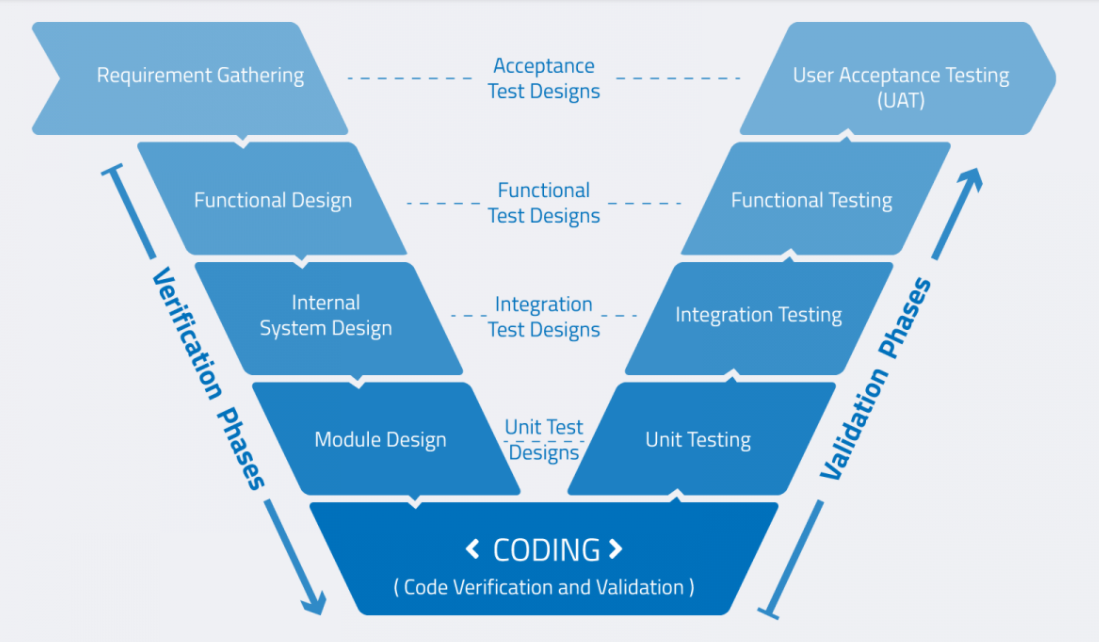 Requirement Gathering
Acceptance
Test Designs
User Acceptance Testing
(UAT)
Functional Design
Functional
Test Designs
Functional Testing
Internal
System Design
Integration
Test Designs
Integration Testing
Module Design
Unit Test
Designs
Unit Testing
Verification Phases
Validation Phases
< CODING >
( Code Verification and Validation )